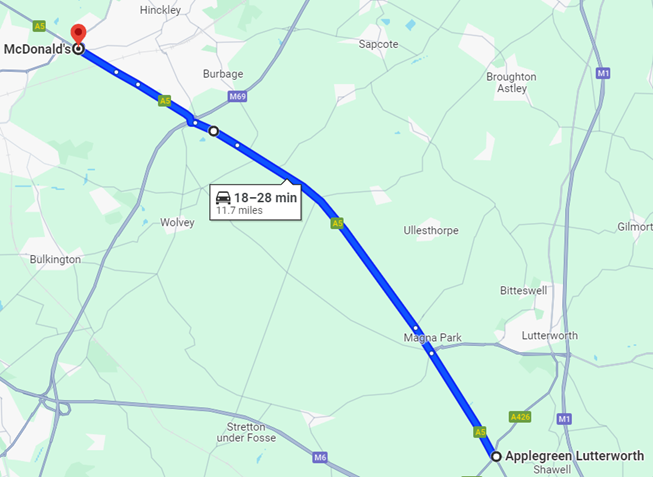 Hinckley
A5
McDonald's
Sapcote
Burbage
Broughton
Astley
M1
M69
A5
18–28 min
11.7 miles
Wolvey
A5
Ullesthorpe
Gilmort
Bulkington
Bitteswell
Magna Park
Lutterworth
A426
M1
Stretton
under Fosse
A5
M6
Applegreen Lutterworth
Shawell